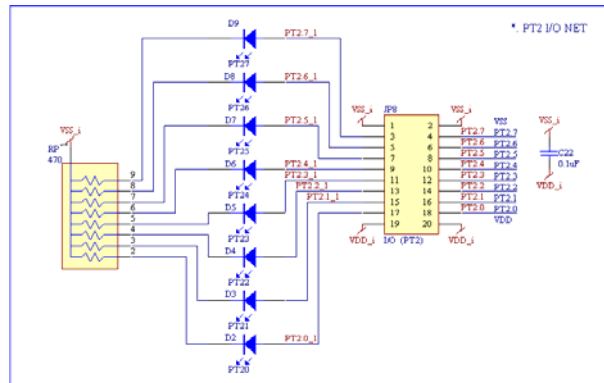 *. PT2 I/O NET
D9
PT2.7_1
PT27
D8
PT2.6_1
PT26
D7
PT2.5_1
PT25
D6
PT2.4_1
PT2.3_1
PT24
D5
PT2.2_1
PT2.1_1
PT23
D4
PT22
D3
PT21
D2
PT2.0_1
PT20
VSS_i
RP
470
9
8
7
6
5
4
3
2
JP8
VSS_i
VSS_i
VSS
1 2
3 4 PT2.7 PT2.7
5 6 PT2.6 PT2.6
7 8 PT2.5 PT2.5
9 10 PT2.4 PT2.4
11 12 PT2.3 PT2.3
13 14 PT2.2 PT2.2
15 16 PT2.1 PT2.1
17 18 PT2.0 PT2.0
19 20 VDD
VDD_i
VDD_i
I/O (PT2)
VSS_i
C22
0.1uF
VDD_i